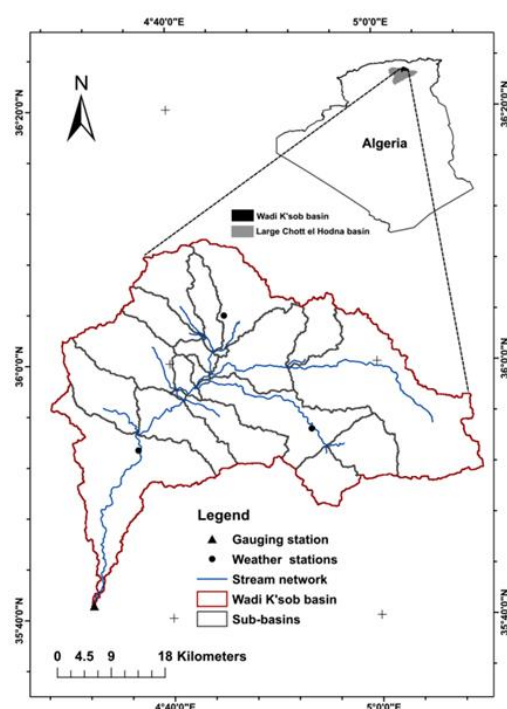 4°40'0"E
5°0'0"E
N
36°20'0"N
36°20'0"N
Algeria
Wadi K'sob basin
Large Chott el Hodna basin
36°0'0"N
36°0'0"N
Legend
Gauging station
Weather stations
Stream network
Wadi K'sob basin
Sub-basins
35°40'0"N
35°40'0"N
0 4.5 9 18 Kilometers
4°40'0"E
5°0'0"E